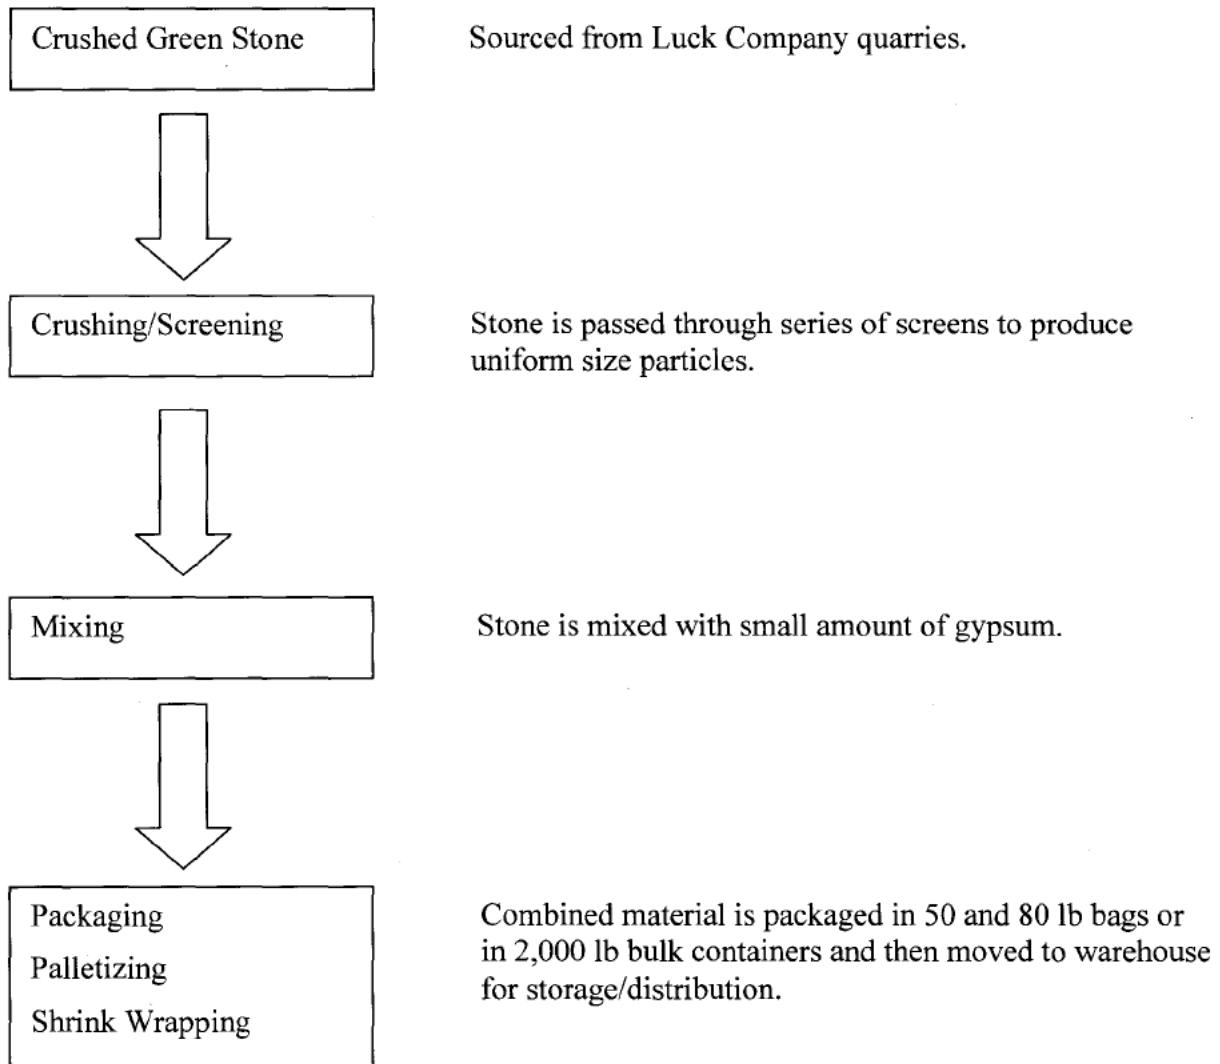 Crushed Green Stone
Sourced from Luck Company quarries.
Crushing/Screening
Stone is passed through series of screens to produce
uniform size particles.
Mixing
Stone is mixed with small amount of gypsum.
Packaging
Palletizing
Shrink Wrapping
Combined material is packaged in 50 and 80 lb bags or
in 2,000 lb bulk containers and then moved to warehouse
for storage/distribution.